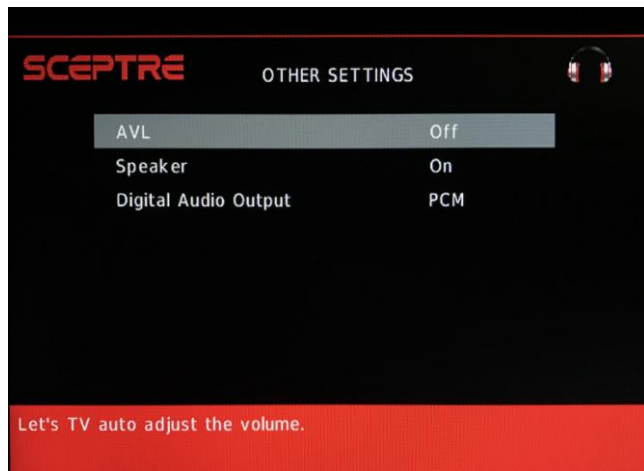 SCEPTRE
OTHER SETTINGS
AVL Off
Speaker On
Digital Audio Output PCM
Let's TV auto adjust the volume.